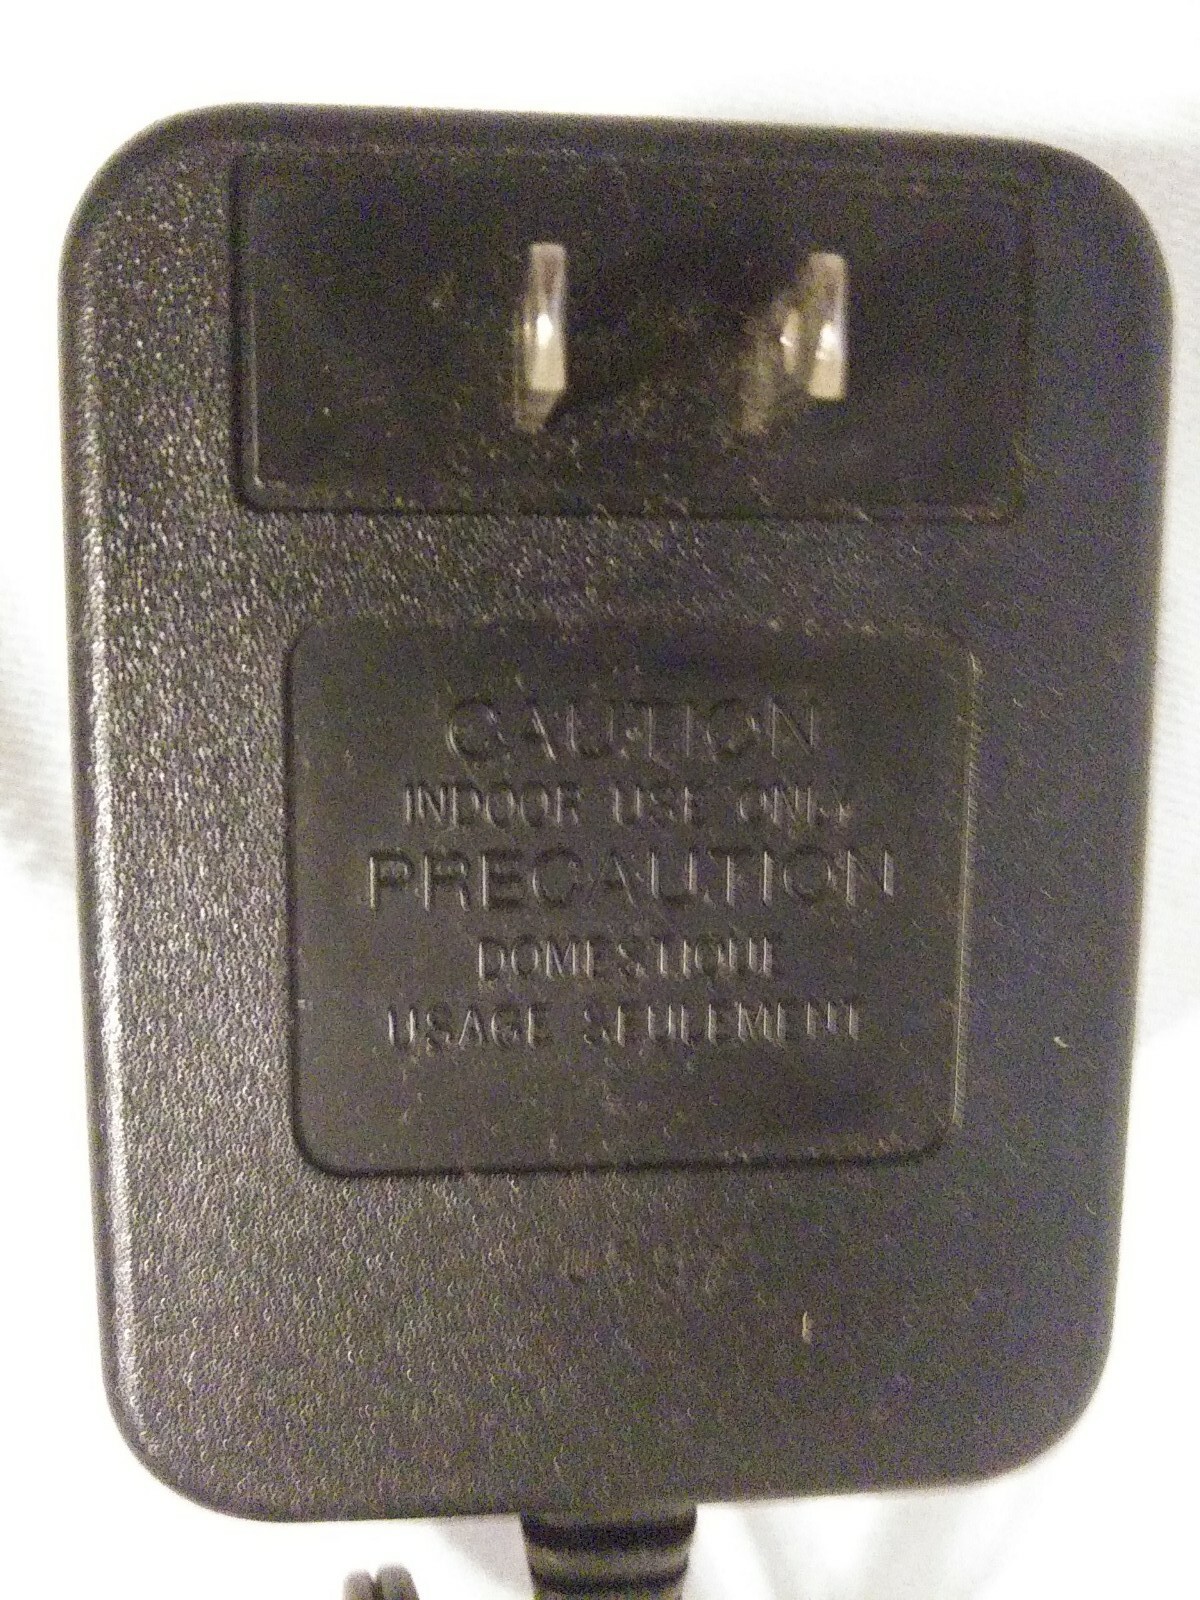 CAUTION
INDOOR USE ONLY
PRECAUTION
DOMESTIQUE
USAGE SEULEMENT